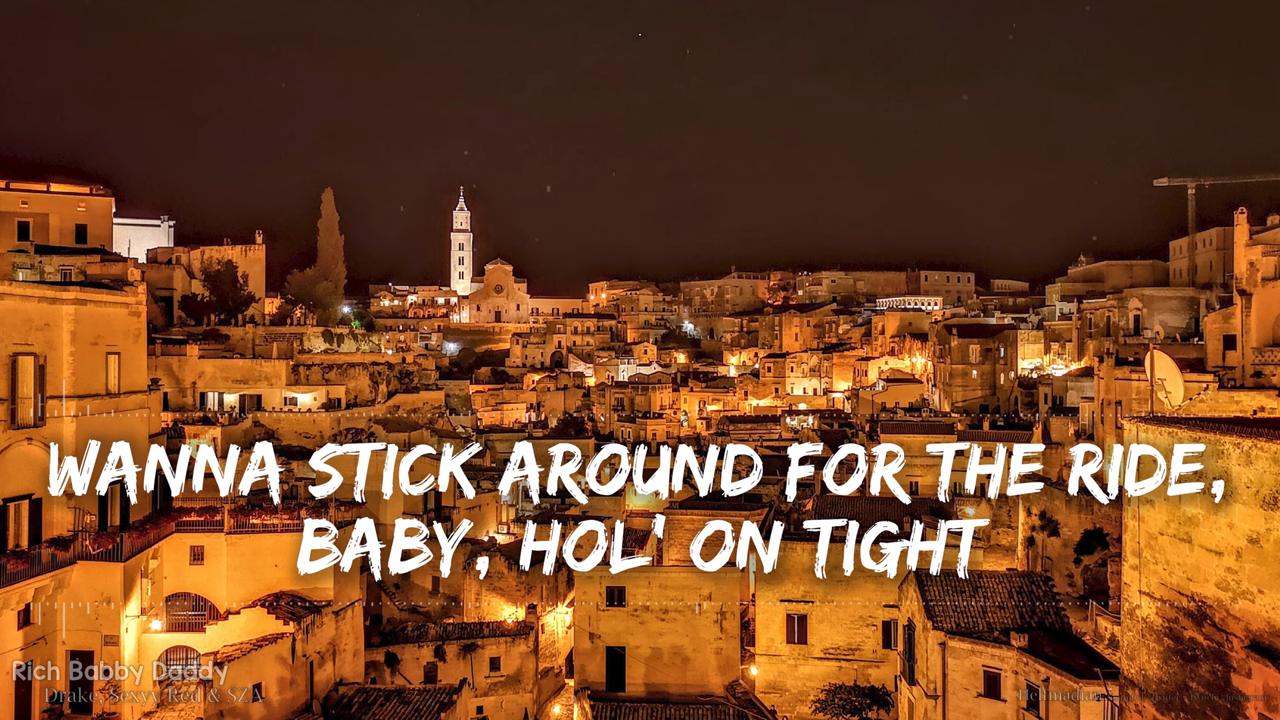 WANNA STICK AROUND FOR THE RIDE,
BABY, HOL' ON TIGHT
Rich Babby Daddy
Drake, Sexyy Red & SZA